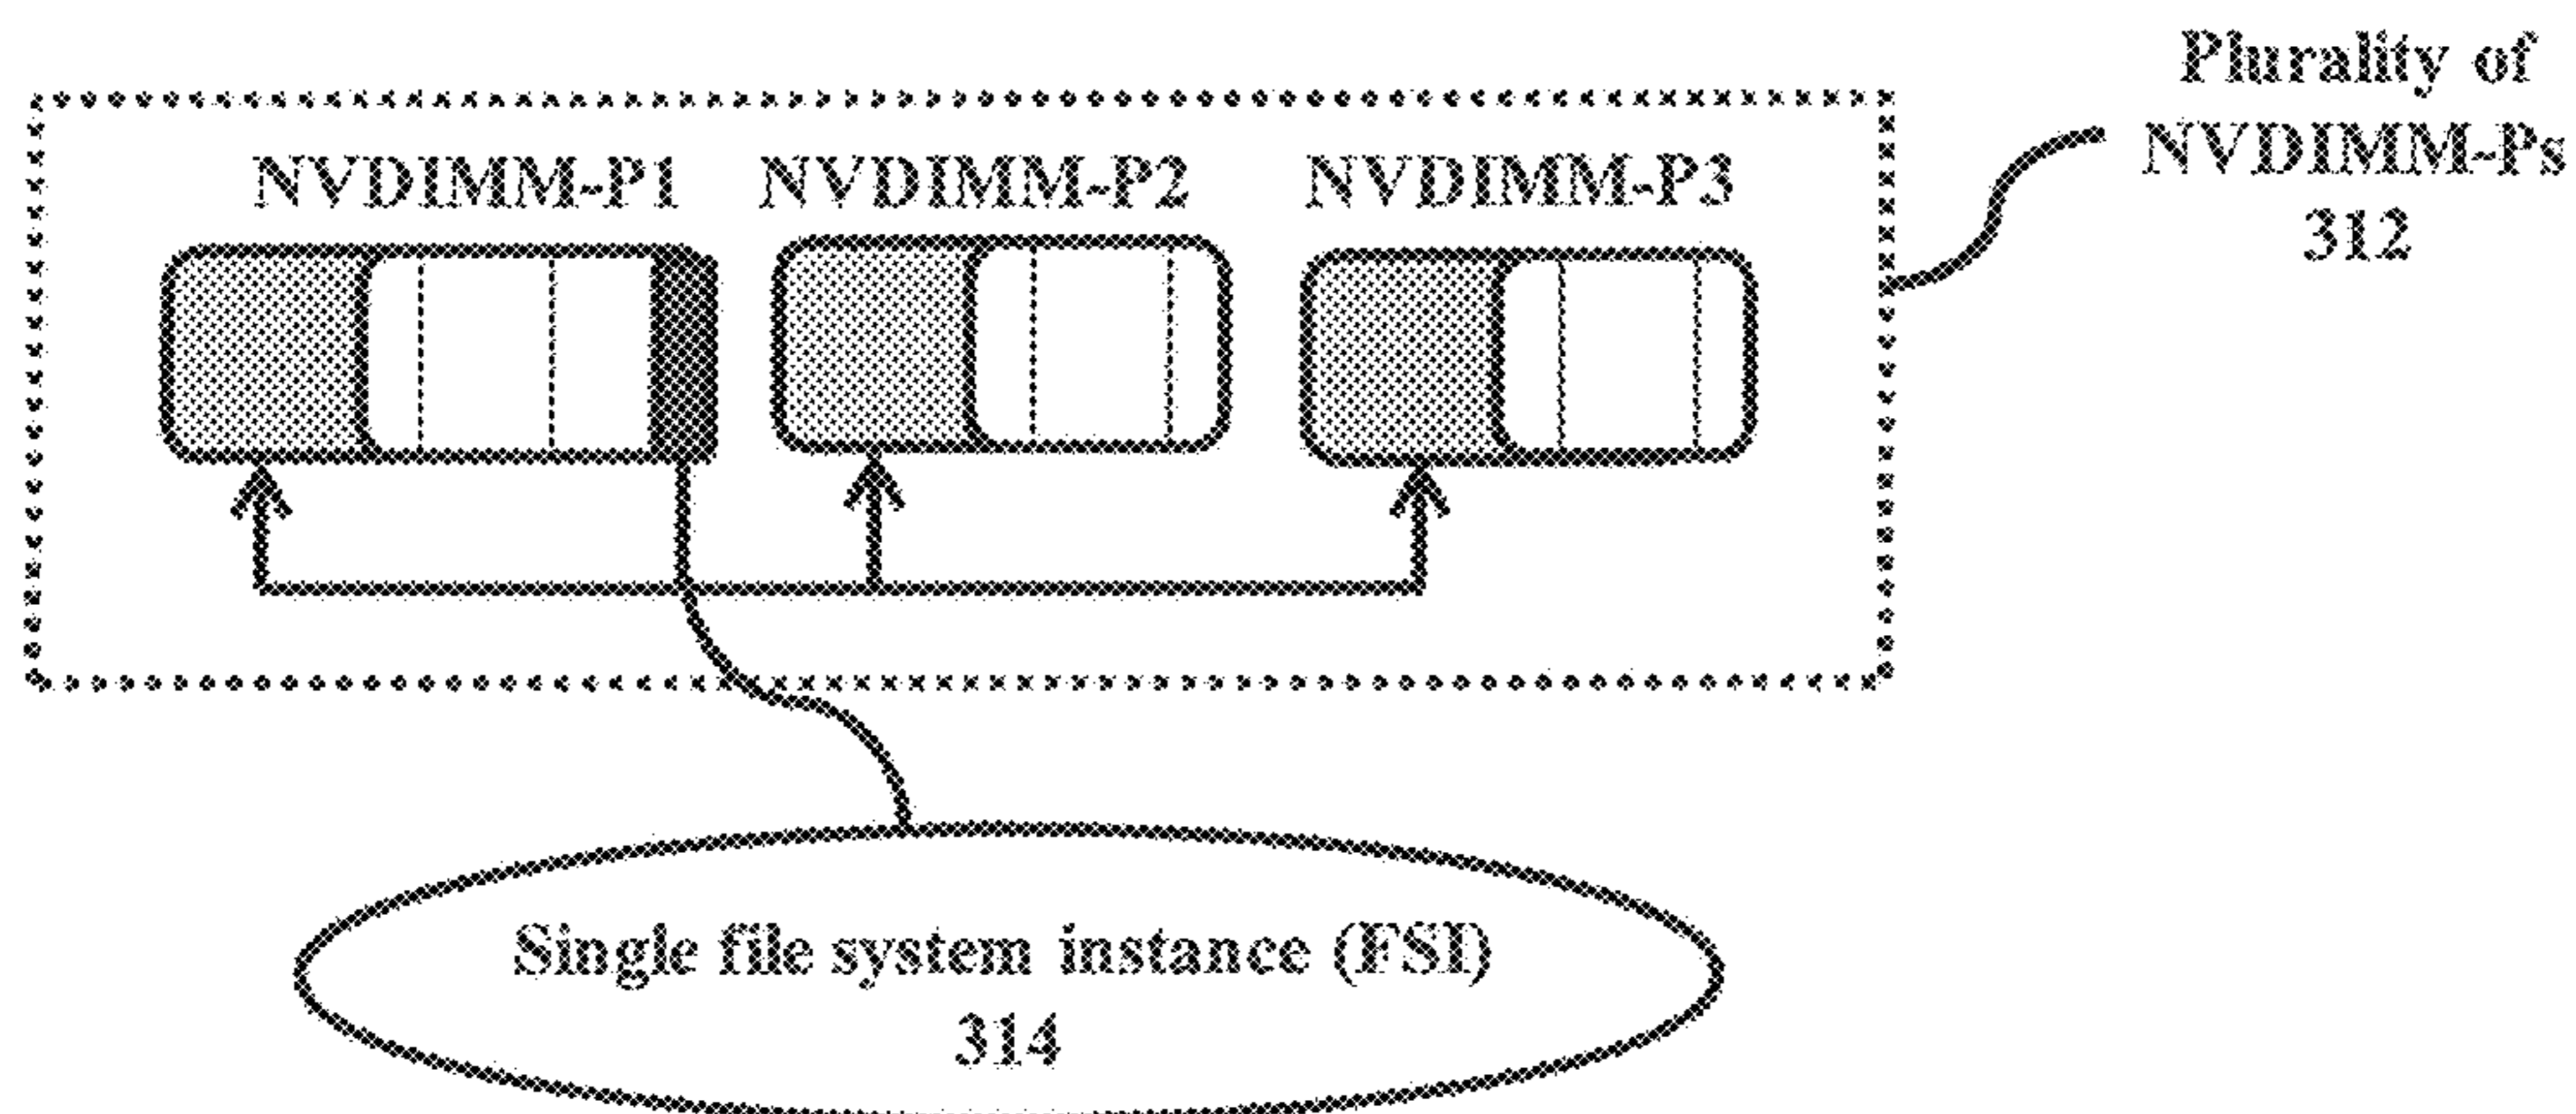 Plurality of
NVDIMM-Ps
312
NVDIMM-P1 NVDIMM-P2 NVDIMM-P3
Single file system instance (FSI)
314